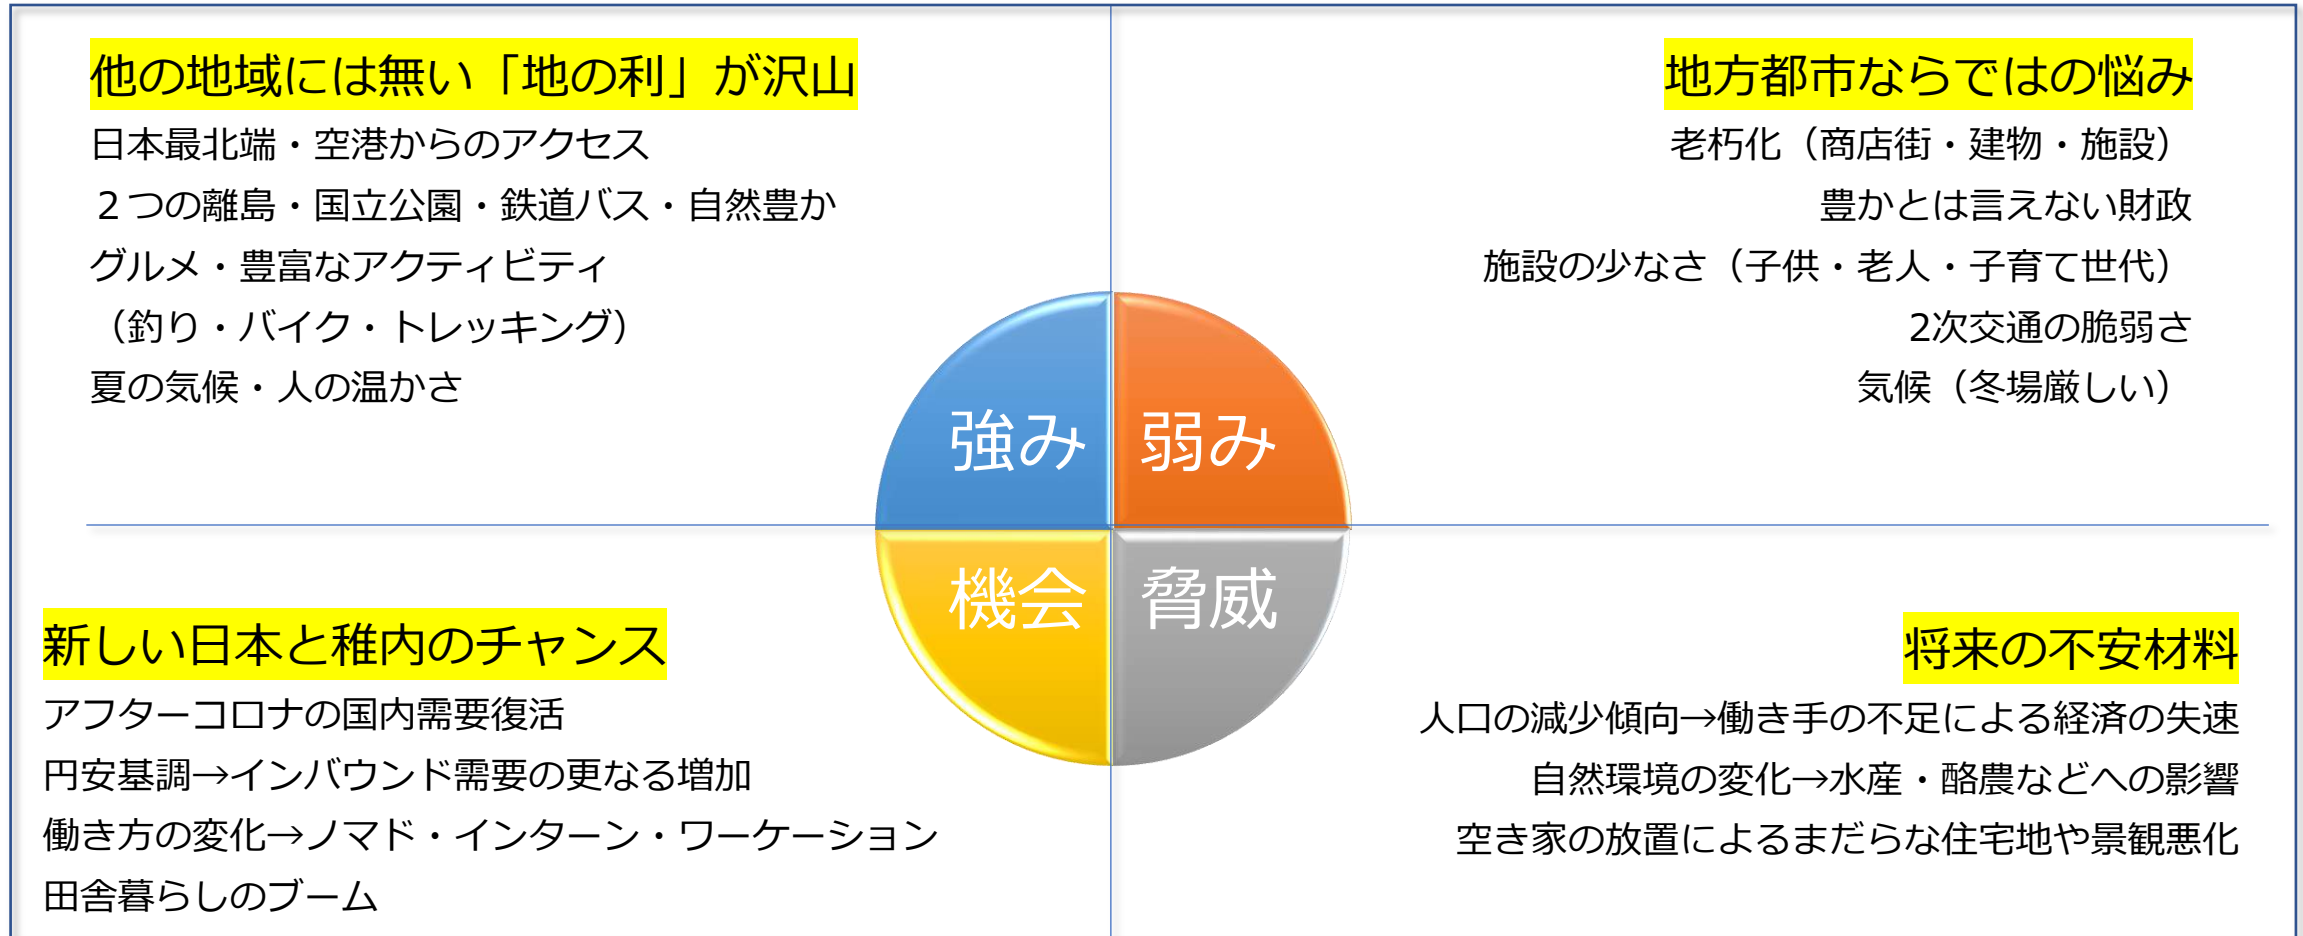 他の地域には無い「地の利」が沢山
日本最北端・空港からのアクセス
２つの離島・国立公園・鉄道バス・自然豊か
グルメ・豊富なアクティビティ
（釣り・バイク・トレッキング）
夏の気候・人の温かさ
地方都市ならではの悩み
老朽化（商店街・建物・施設）
豊かとは言えない財政
施設の少なさ（子供・老人・子育て世代）
2次交通の脆弱さ
気候（冬場厳しい）
強み
弱み
機会
脅威
新しい日本と稚内のチャンス
アフターコロナの国内需要復活
円安基調→インバウンド需要の更なる増加
働き方の変化→ノマド・インターン・ワーケーション
田舎暮らしのブーム
将来の不安材料
人口の減少傾向→働き手の不足による経済の失速
自然環境の変化→水産・酪農などへの影響
空き家の放置によるまだらな住宅地や景観悪化